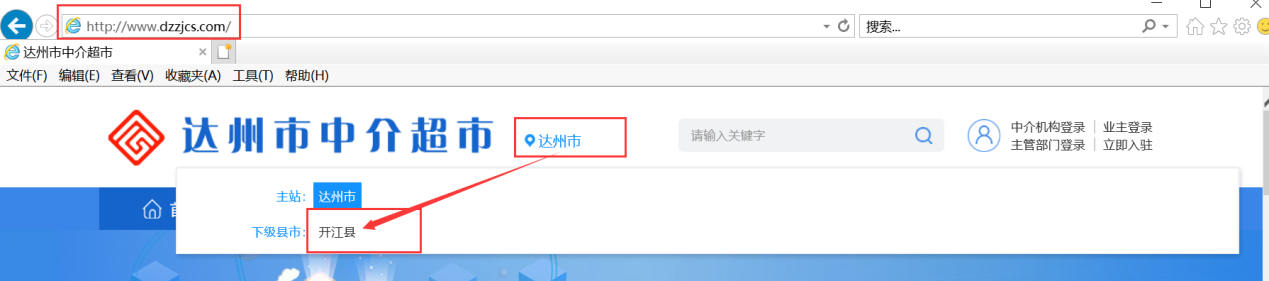 http://www.dzzjcs.com/
搜索...
达州市中介超市
文件(F) 编辑(E) 查看(V) 收藏夹(A) 工具(T) 帮助(H)
达州市中介超市
达州市
请输入关键字
中介机构登录 | 业主登录
主管部门登录 | 立即入驻
主站: 达州市
下级县市: 开江县